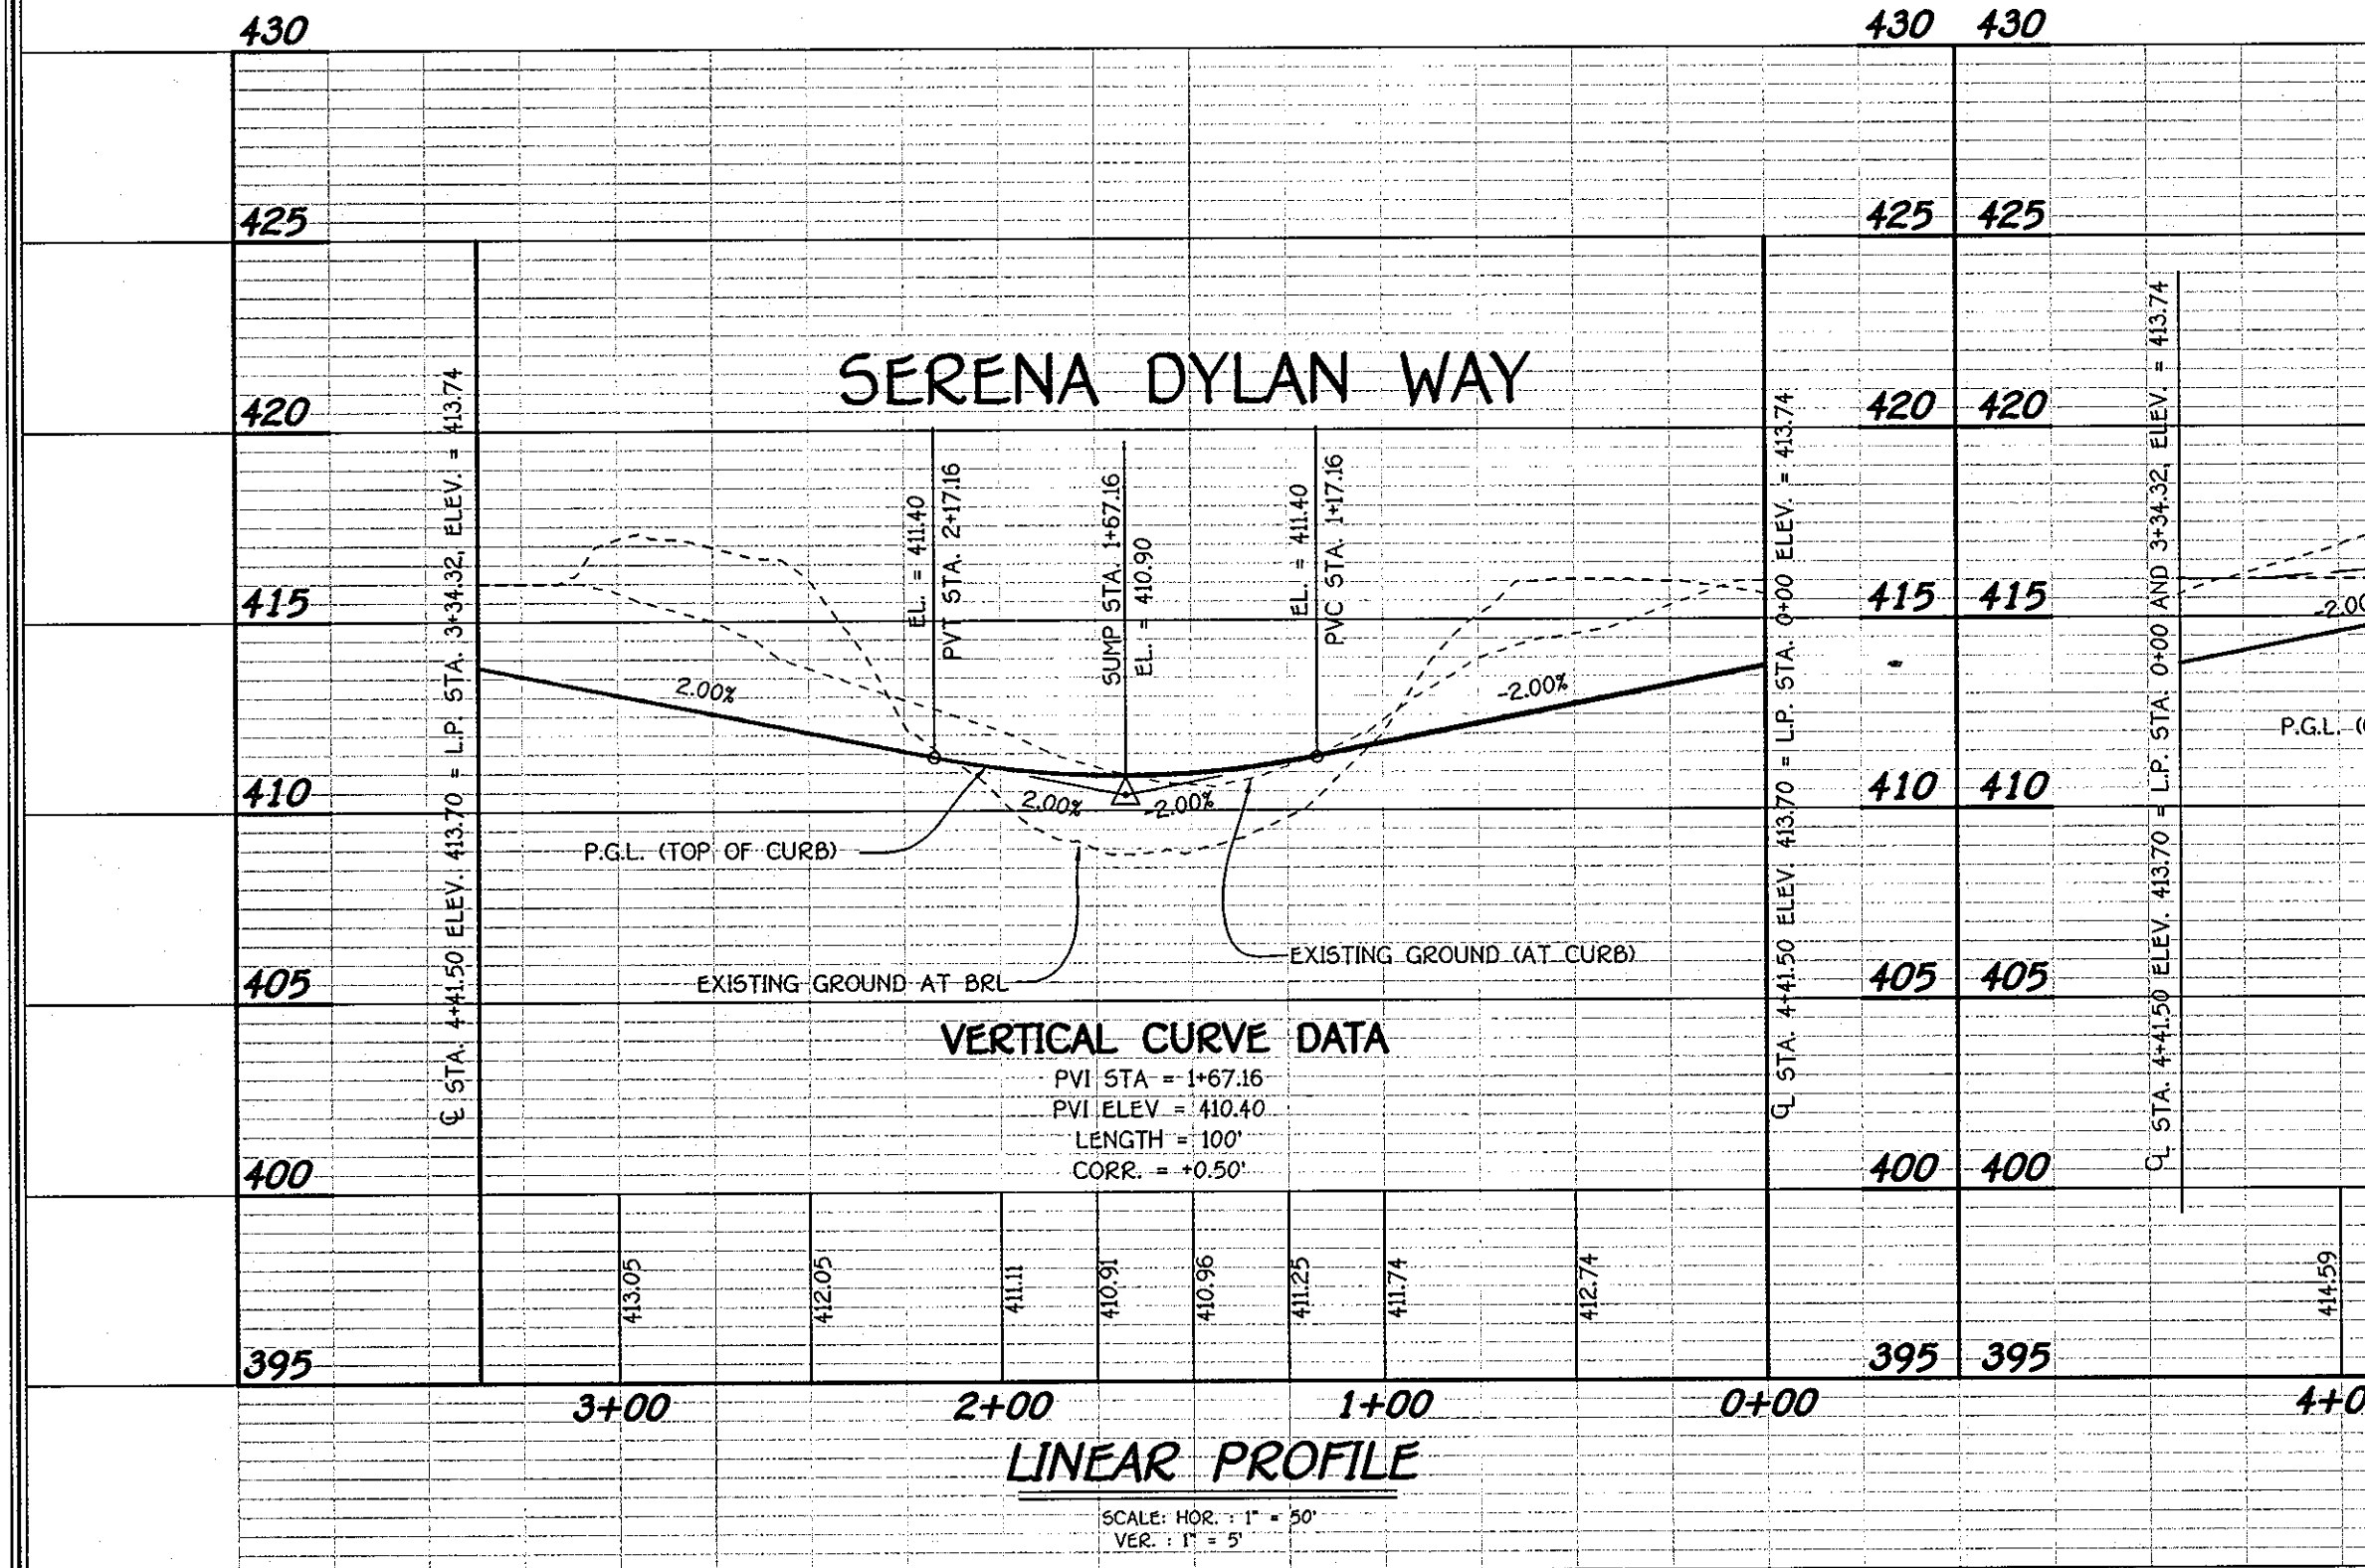 430
430 430
425
425 425
SERENA DYLAN WAY
420
420 420
415
415 415
410
410 410
405
405 405
400
400 400
395
395 395
℄ STA. 4+41.50 ELEV. 413.70 = L.P. STA. 3+34.32, ELEV. = 413.74
EL. = 411.40
PVT STA. 2+17.16
SUMP STA. 1+67.16
EL. = 410.90
EL. = 411.40
PVC STA. 1+17.16
℄ STA. 4+41.50 ELEV. 413.70 = L.P. STA. 0+00 ELEV. = 413.74
℄ STA. 4+41.50 ELEV. 413.70 = L.P. STA. 0+00 AND 3+34.32, ELEV. = 413.74
2.00%
-2.00%
2.00%
-2.00%
-2.00
P.G.L. (TOP OF CURB)
P.G.L. (
EXISTING GROUND (AT CURB)
EXISTING GROUND AT BRL
VERTICAL CURVE DATA
PVI STA = 1+67.16
PVI ELEV = 410.40
LENGTH = 100'
CORR. = +0.50'
413.05
412.05
411.11
410.91
410.96
411.25
411.74
412.74
414.59
3+00 2+00 1+00 0+00 4+0
LINEAR PROFILE
SCALE: HOR. : 1" = 50'
VER. : 1" = 5'